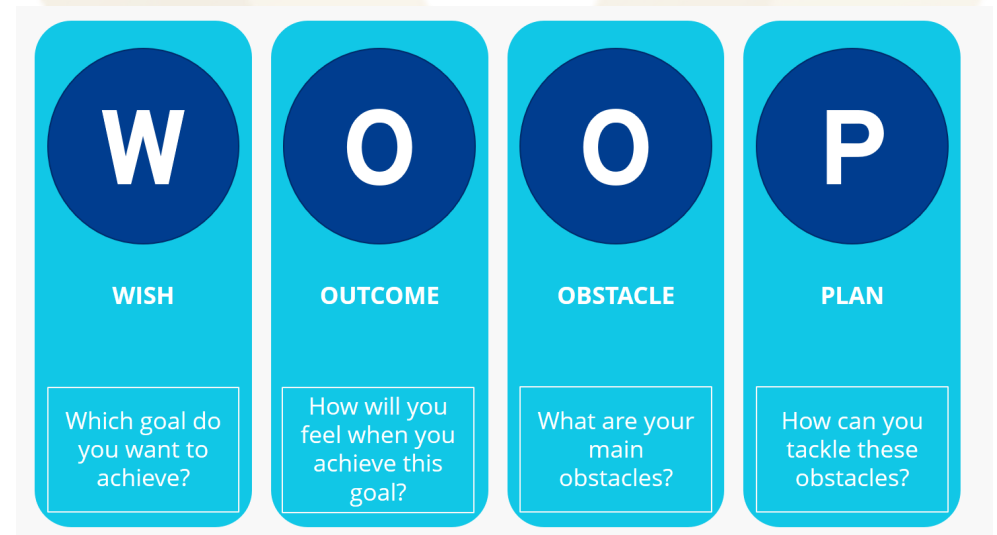 W
WISH
Which goal do
you want to
achieve?
O
OUTCOME
How will you
feel when you
achieve this
goal?
O
OBSTACLE
What are your
main
obstacles?
P
PLAN
How can you
tackle these
obstacles?